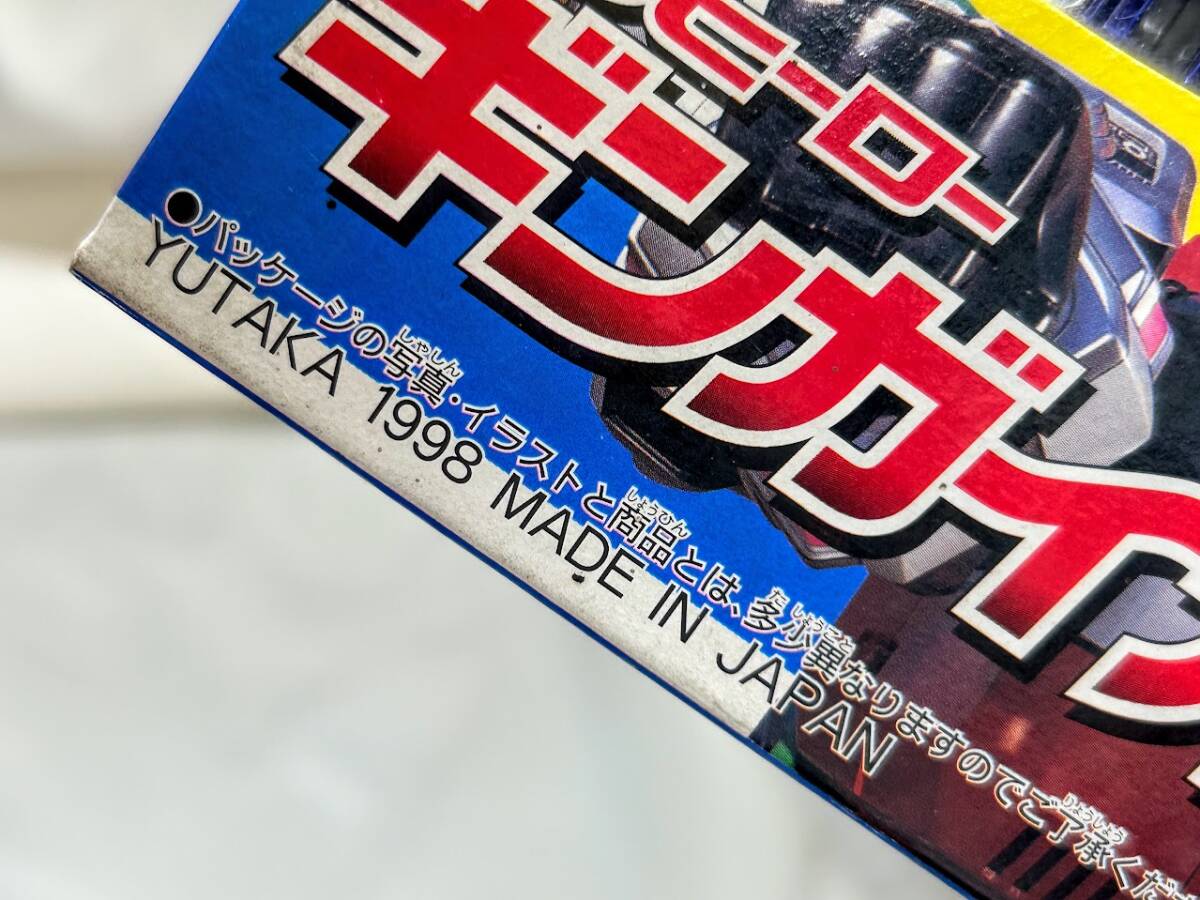 ヒーロー
ギンガイ
●パッケージの写真・イラストと商品とは、多少異なりますのでご了承くだ
しゃしん
しょうひん
たしょうこと
りょうしょう
YUTAKA 1998 MADE IN JAPAN